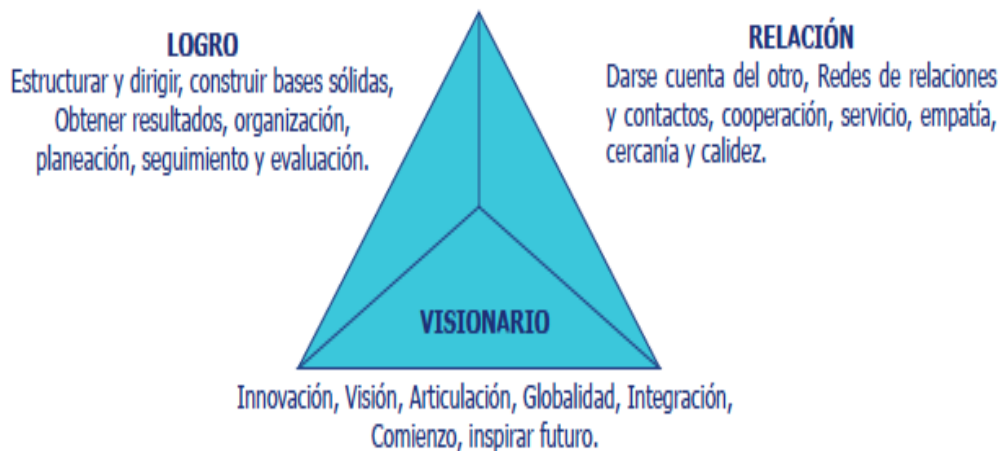 LOGRO
Estructurar y dirigir, construir bases sólidas,
Obtener resultados, organización,
planeación, seguimiento y evaluación.
RELACIÓN
Darse cuenta del otro, Redes de relaciones
y contactos, cooperación, servicio, empatía,
cercanía y calidez.
VISIONARIO
Innovación, Visión, Articulación, Globalidad, Integración,
Comienzo, inspirar futuro.